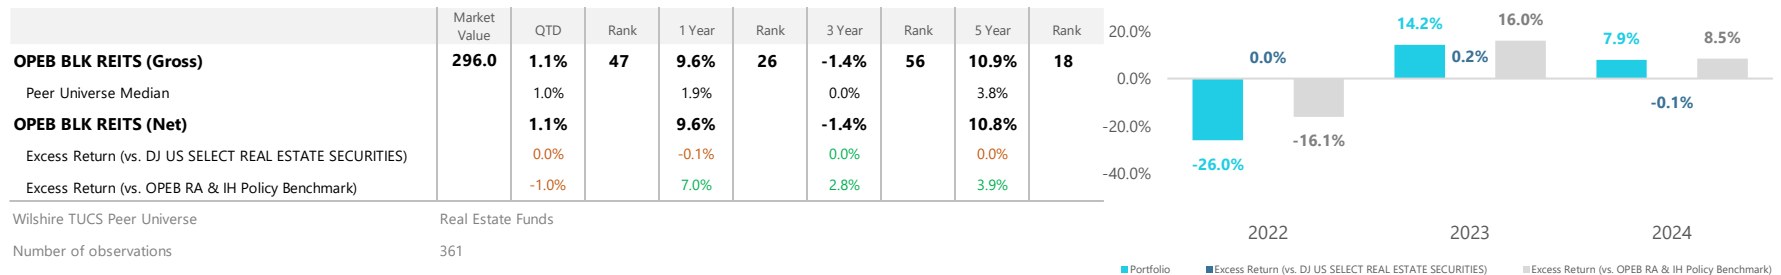 Market Value QTD Rank 1 Year Rank 3 Year Rank 5 Year Rank
OPEB BLK REITS (Gross) 296.0 1.1% 47 9.6% 26 -1.4% 56 10.9% 18
Peer Universe Median 1.0% 1.9% 0.0% 3.8%
OPEB BLK REITS (Net) 1.1% 9.6% -1.4% 10.8%
Excess Return (vs. DJ US SELECT REAL ESTATE SECURITIES) 0.0% -0.1% 0.0% 0.0%
Excess Return (vs. OPEB RA & IH Policy Benchmark) -1.0% 7.0% 2.8% 3.9%
Wilshire TUCS Peer Universe Real Estate Funds
Number of observations 361
20.0%
0.0%
-20.0%
-40.0%
0.0%
-26.0%
-16.1%
14.2%
0.2%
16.0%
7.9%
-0.1%
8.5%
2022 2023 2024
Portfolio Excess Return (vs. DJ US SELECT REAL ESTATE SECURITIES) Excess Return (vs. OPEB RA & IH Policy Benchmark)